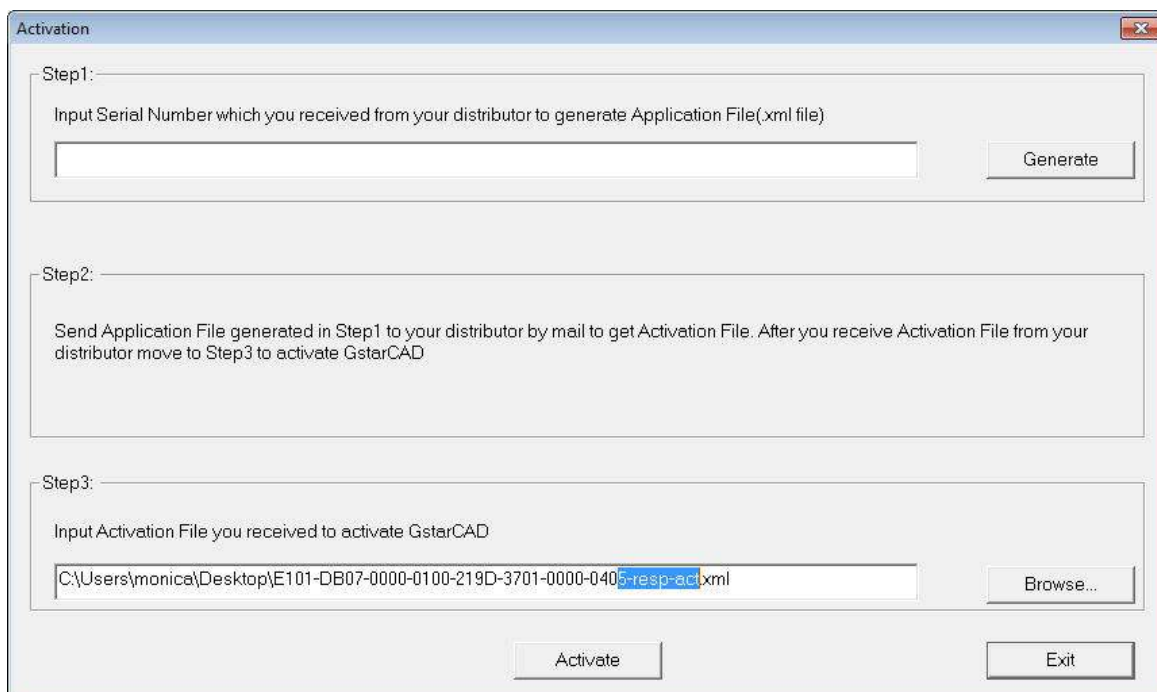 Activation
Step1:
Input Serial Number which you received from your distributor to generate Application File(.xml file)
Generate
Step2:
Send Application File generated in Step1 to your distributor by mail to get Activation File. After you receive Activation File from your
distributor move to Step3 to activate GstarCAD
Step3:
Input Activation File you received to activate GstarCAD
C:\Users\monica\Desktop\E101-DB07-0000-0100-219D-3701-0000-0405-resp-act.xml
Browse...
Activate
Exit